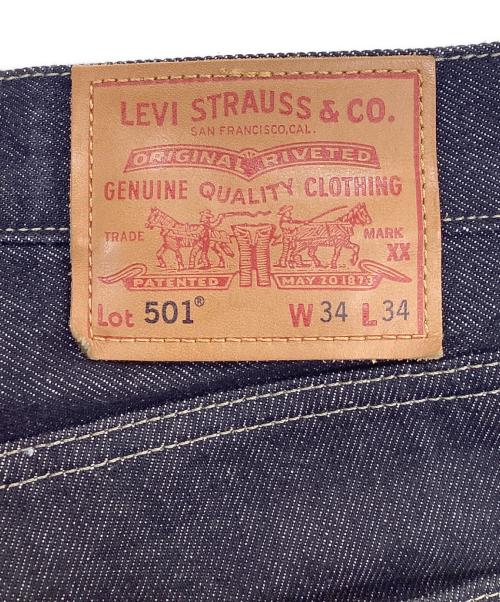 LEVI STRAUSS & CO.
SAN FRANCISCO, CAL.
ORIGINAL RIVETED
GENUINE QUALITY CLOTHING
TRADE MARK
XX
PATENTED MAY 20 1873
Lot 501® W 34 L 34